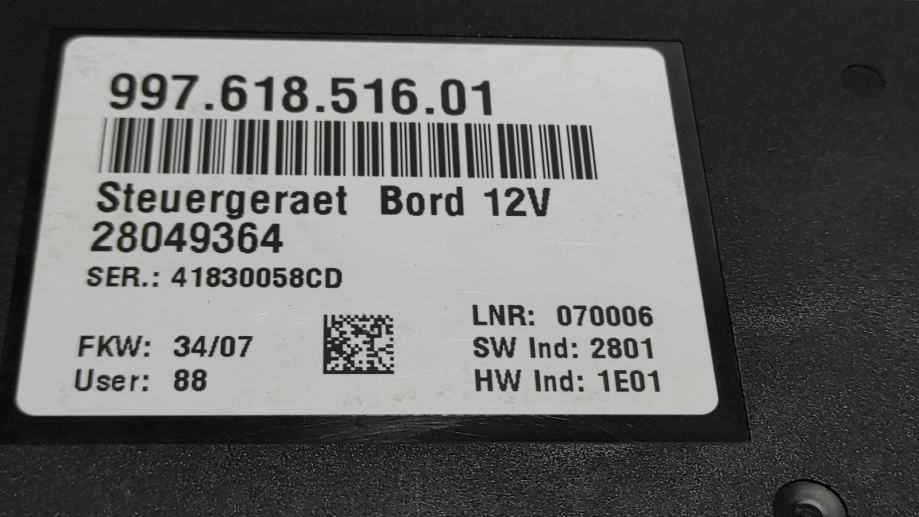 997.618.516.01
Steuergeraet Bord 12V
28049364
SER.: 41830058CD
LNR: 070006
FKW: 34/07
SW Ind: 2801
User: 88
HW Ind: 1E01